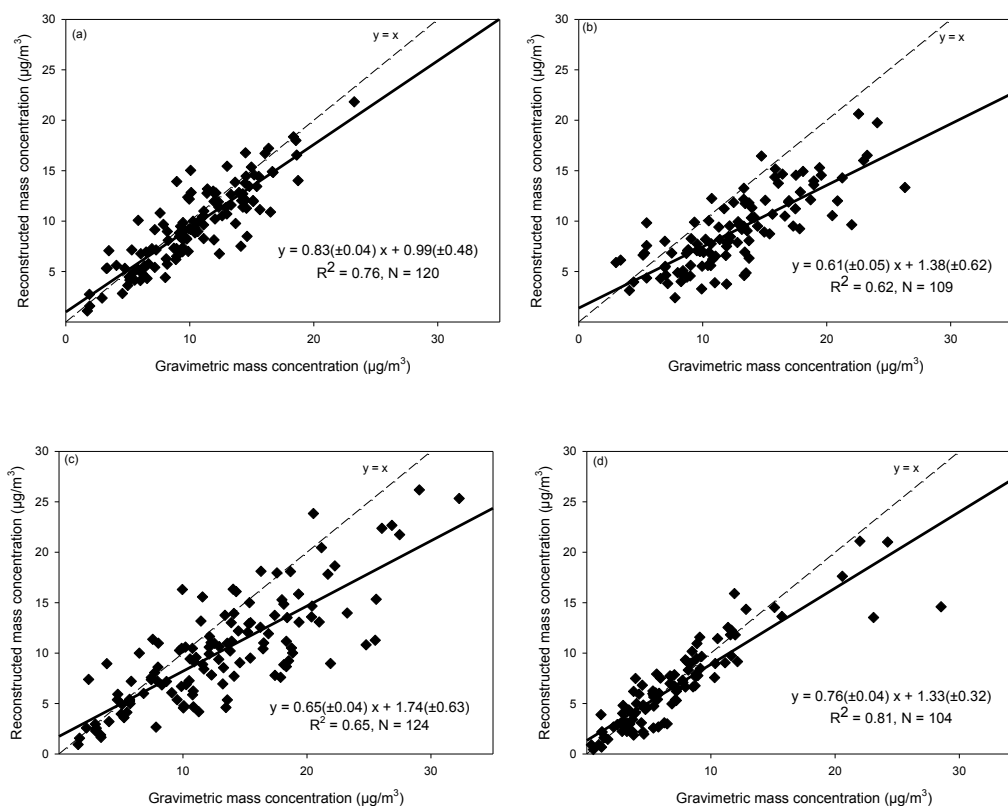 (a)
y = x
Reconstructed mass concentration (µg/m³)
30
25
20
15
10
5
y = 0.83(±0.04) x + 0.99(±0.48)
R² = 0.76, N = 120
0
10
20
30
Gravimetric mass concentration (µg/m³)
(b)
y = x
Reconstructed mass concentration (µg/m³)
30
25
20
15
10
5
y = 0.61(±0.05) x + 1.38(±0.62)
R² = 0.62, N = 109
0
10
20
30
Gravimetric mass concentration (µg/m³)
(c)
y = x
Reconstructed mass concentration (µg/m³)
30
25
20
15
10
5
0
y = 0.65(±0.04) x + 1.74(±0.63)
R² = 0.65, N = 124
10
20
30
Gravimetric mass concentration (µg/m³)
(d)
y = x
Reconstructed mass concentration (µg/m³)
30
25
20
15
10
5
0
y = 0.76(±0.04) x + 1.33(±0.32)
R² = 0.81, N = 104
10
20
30
Gravimetric mass concentration (µg/m³)